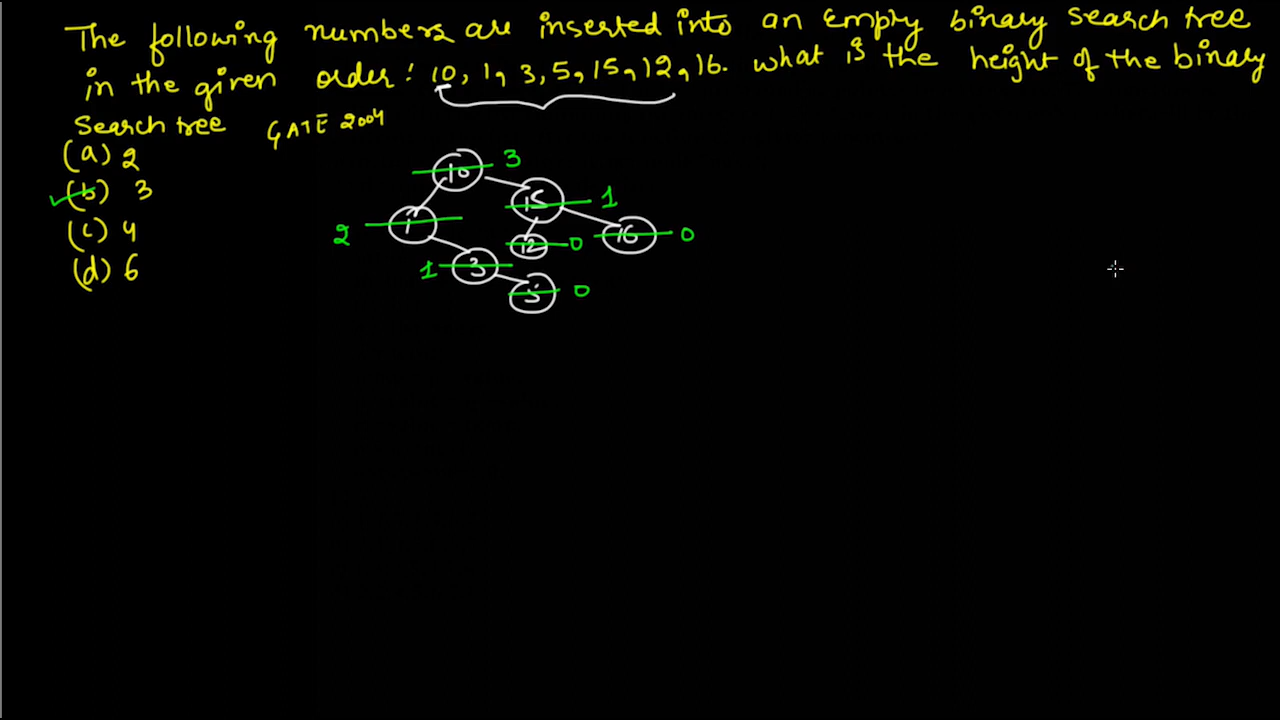 The following numbers are inserted into an empty binary search tree
in the given order: 10, 1, 3, 5, 15, 12, 16. what is the height of the binary
Search tree GATE 2004
(a) 2
(b) 3
(c) 4
(d) 6
10 3
15 1
2 1
12 0 16 0
1 3
5 0